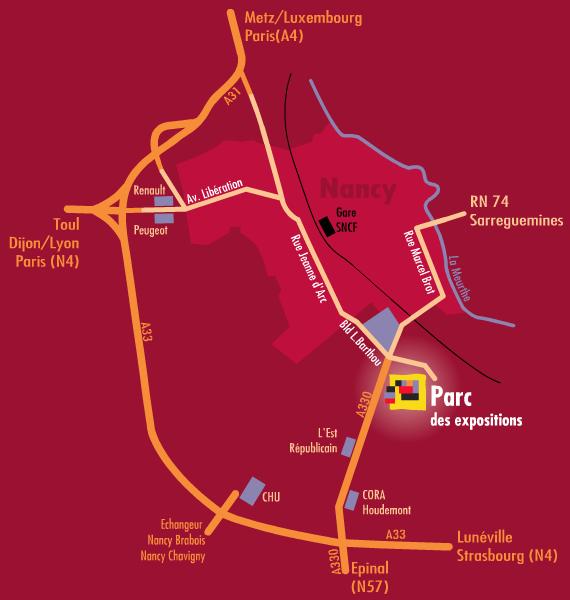 Metz/Luxembourg
Paris(A4)
A31
Nancy
Renault
Av. Libération
Peugeot
Gare
SNCF
RN 74
Sarreguemines
Toul
Dijon/Lyon
Paris (N4)
Rue Jeanne d'Arc
Rue Marcel Brot
La Meurthe
A33
Bld L.Barthou
A330
Parc
des expositions
L'Est
Républicain
CHU
CORA
Houdemont
Echangeur
Nancy Brabois
Nancy Chavigny
A33
Lunéville
Strasbourg (N4)
A330
Epinal
(N57)